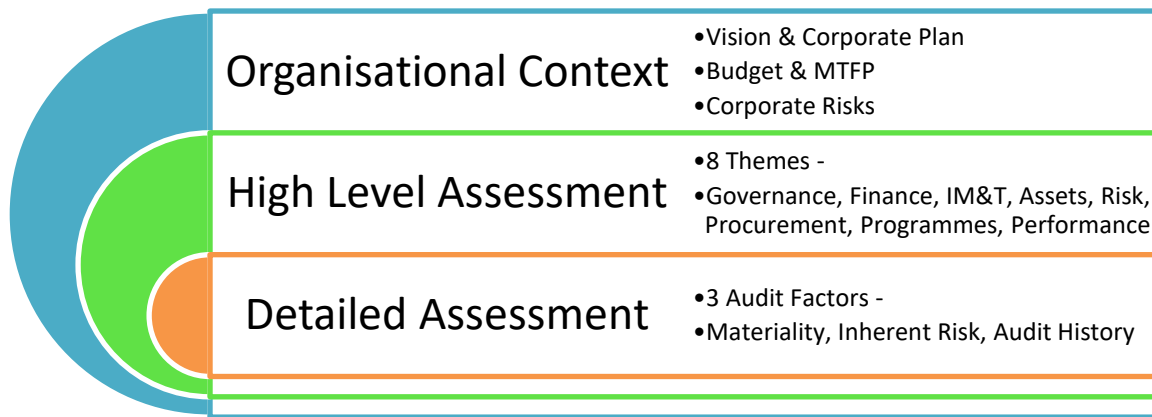 Organisational Context
•Vision & Corporate Plan
•Budget & MTFP
•Corporate Risks
High Level Assessment
•8 Themes -
•Governance, Finance, IM&T, Assets, Risk,
Procurement, Programmes, Performance
Detailed Assessment
•3 Audit Factors -
•Materiality, Inherent Risk, Audit History